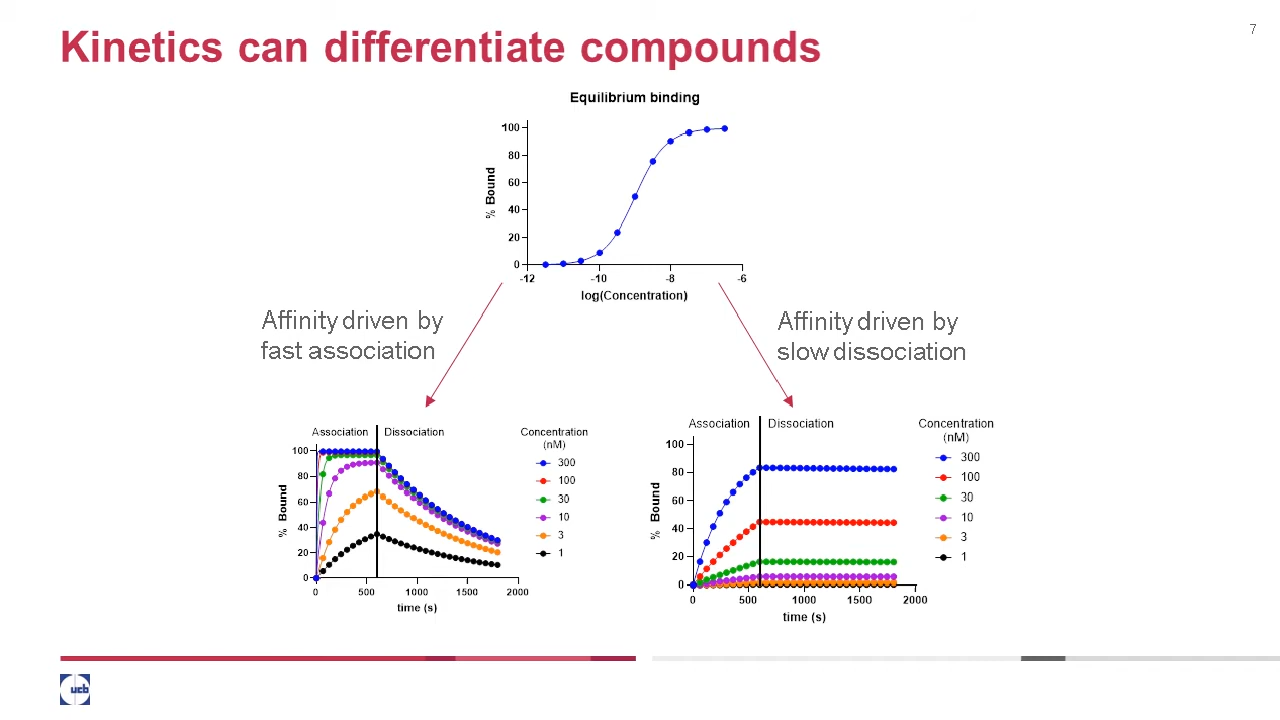 Kinetics can differentiate compounds
7
Equilibrium binding
% Bound
100
80
60
40
20
0
-12
-10
-8
-6
log(Concentration)
Affinity driven by
fast association
Affinity driven by
slow dissociation
Association
Dissociation
Concentration
(nM)
300
100
30
10
3
1
% Bound
100
80
60
40
20
0
0
500
1000
1500
2000
time (s)
Association
Dissociation
Concentration
(nM)
300
100
30
10
3
1
% Bound
100
80
60
40
20
0
0
500
1000
1500
2000
time (s)
ucb